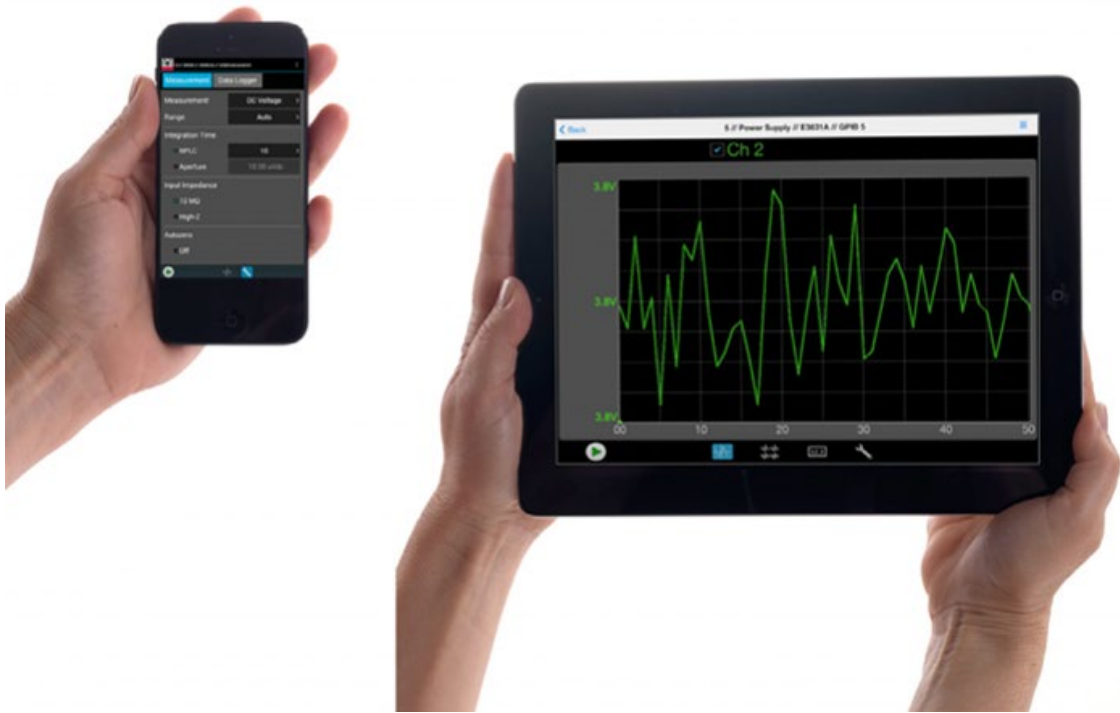 Measurement Data Logger
Measurement DC Voltage
Range Auto
Integration Time
NPLC 10
Aperture
Input Impedance
10 MΩ
High-Z
Autozero
Off
Back
5 // Power Supply // E3631A // GPIB 5
Ch 2
3.8V
3.8V
3.8V
00 10 20 30 40 50